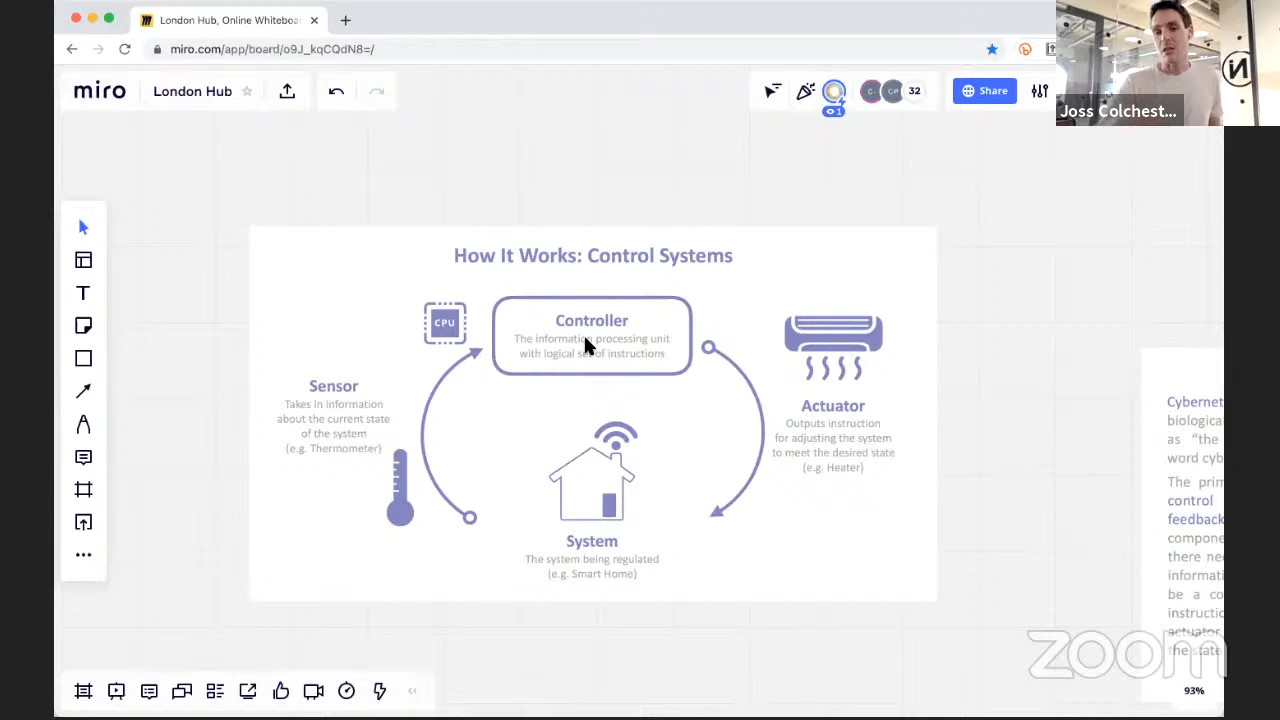 London Hub, Online Whiteboa
miro.com/app/board/o9J_kqCQdN8=/
miro
London Hub
32
Share
1
Joss Colchest...
How It Works: Control Systems
CPU
Controller
The information processing unit
with logical set of instructions
Sensor
Takes in information
about the current state
of the system
(e.g. Thermometer)
Actuator
Outputs instruction
for adjusting the system
to meet the desired state
(e.g. Heater)
System
The system being regulated
(e.g. Smart Home)
Cybernet
biological
as "the
word cyb
The prim
control
feedback
compone
there ne
informati
be a co
instructio
actuator
the state
zoom
93%